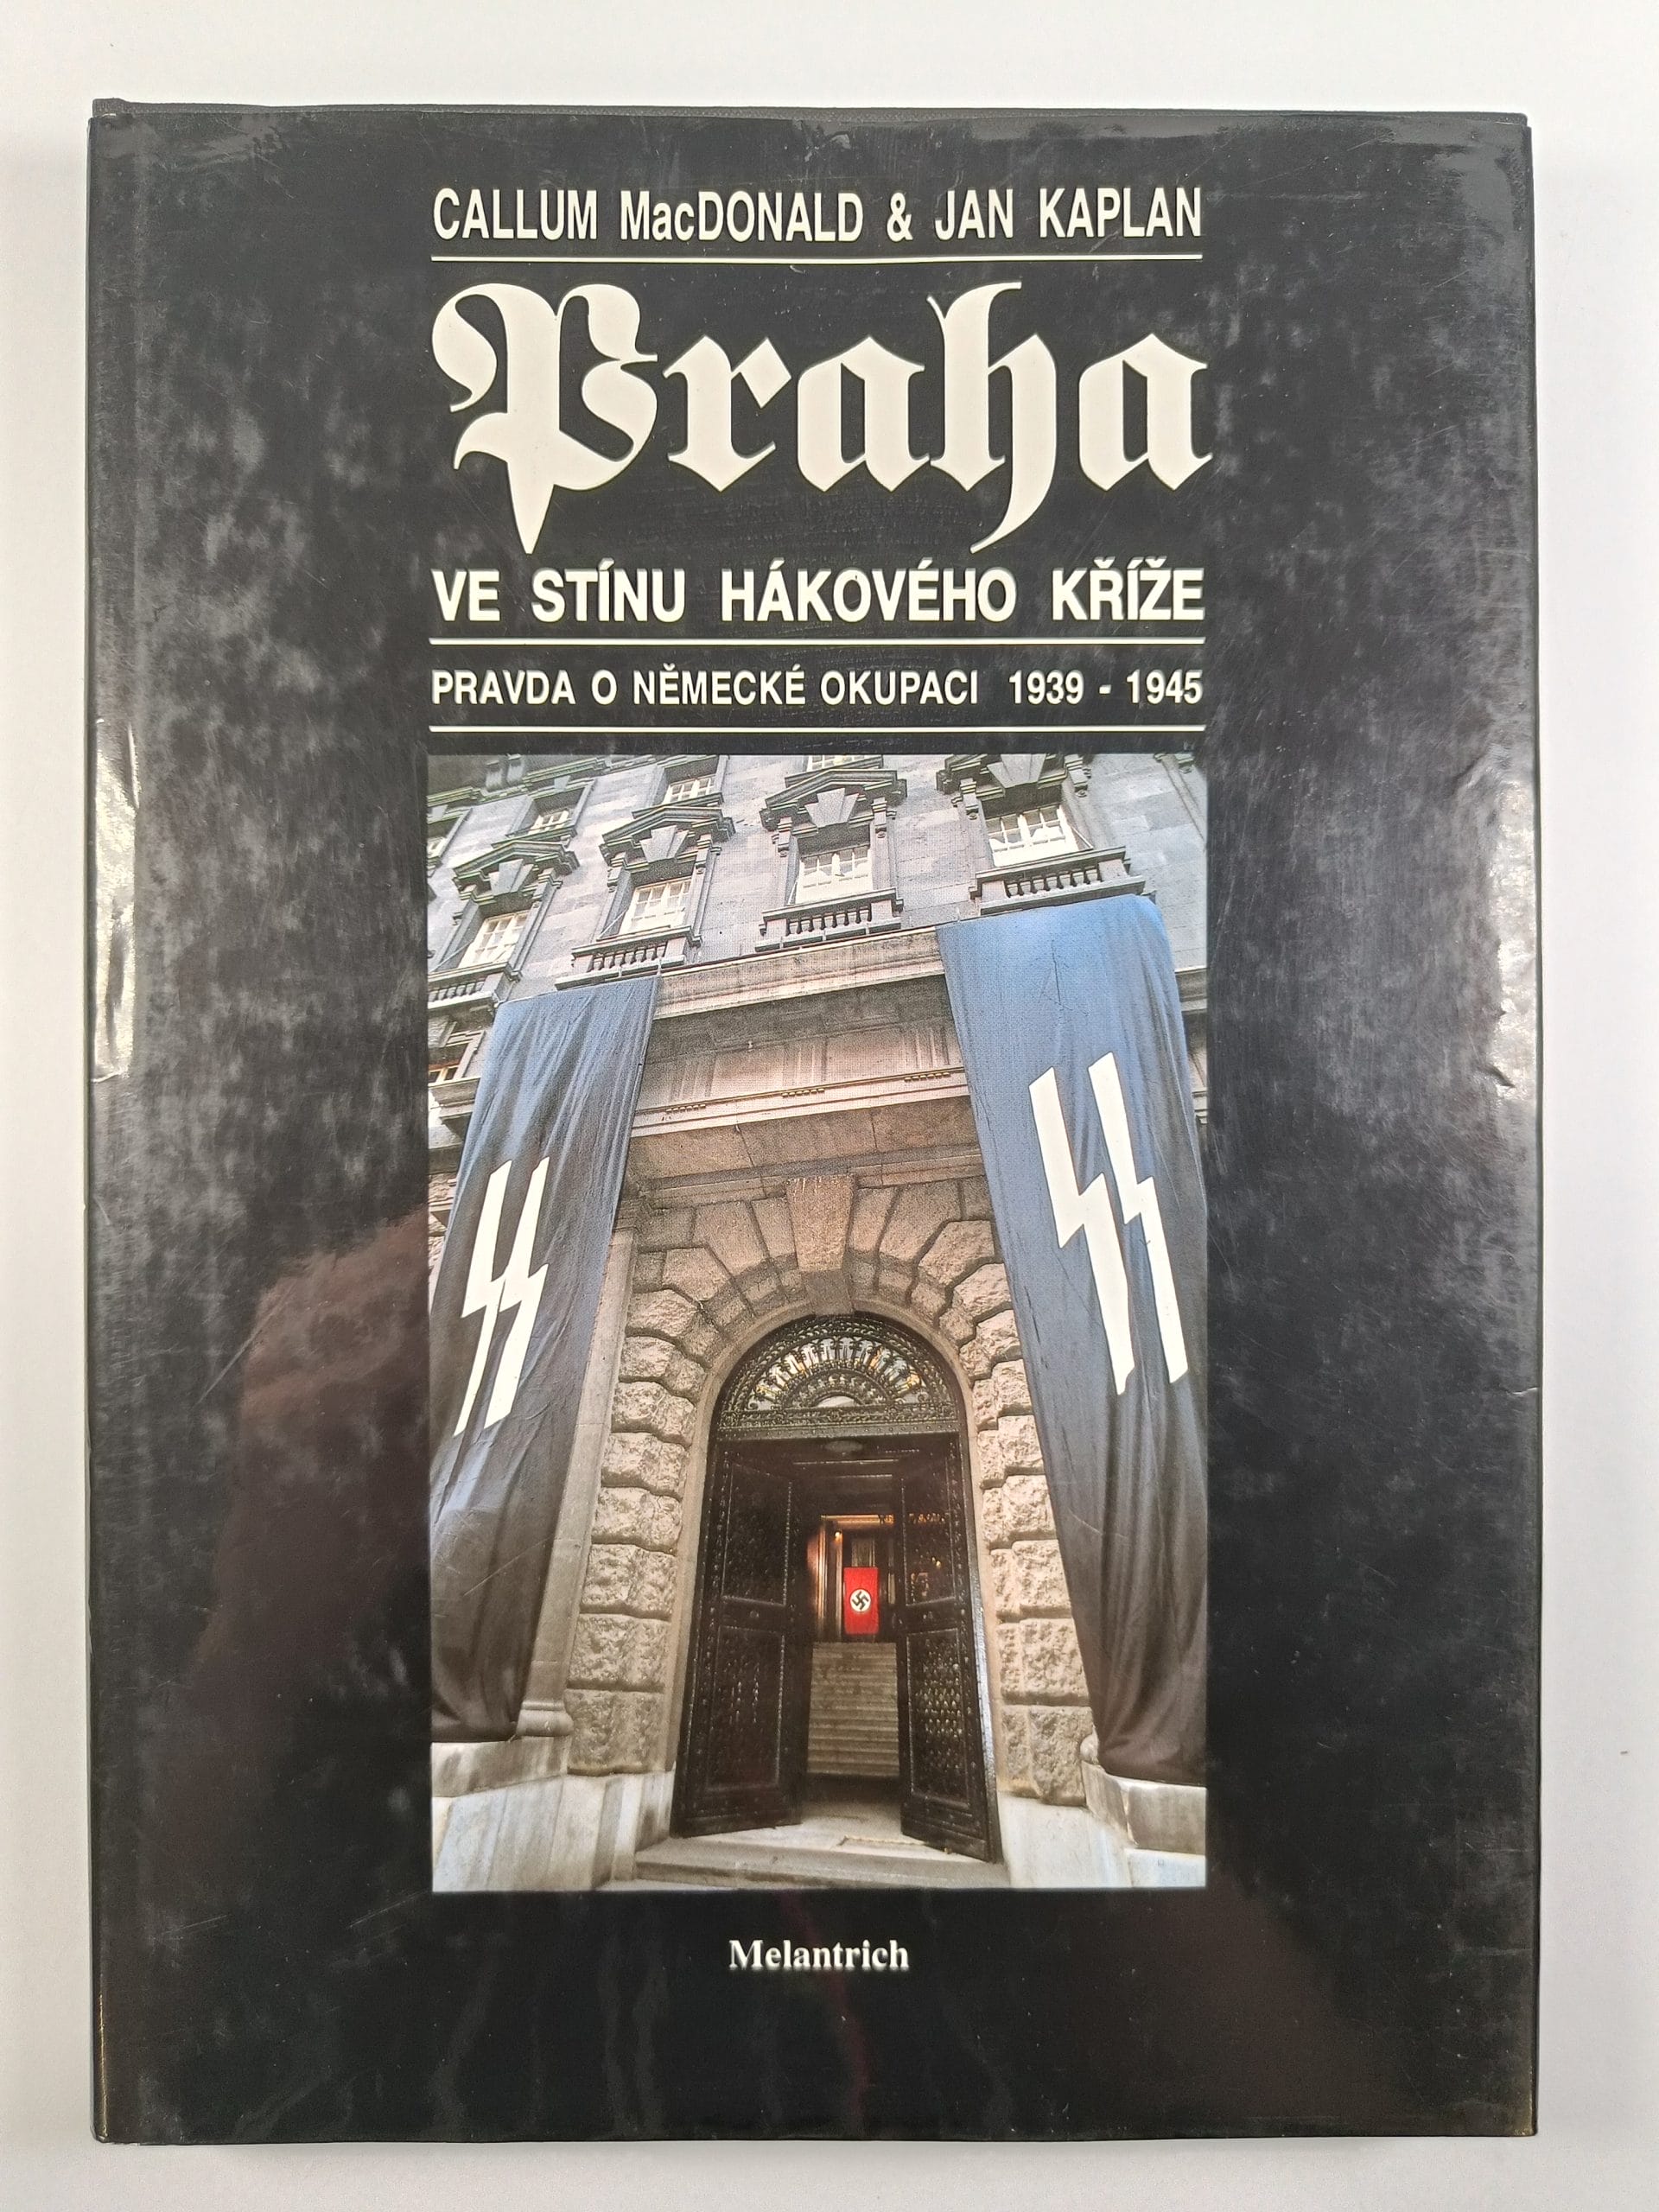 CALLUM MacDONALD & JAN KAPLAN
Praha
VE STÍNU HÁKOVÉHO KŘÍŽE
PRAVDA O NĚMECKÉ OKUPACI 1939 - 1945
Melantrich